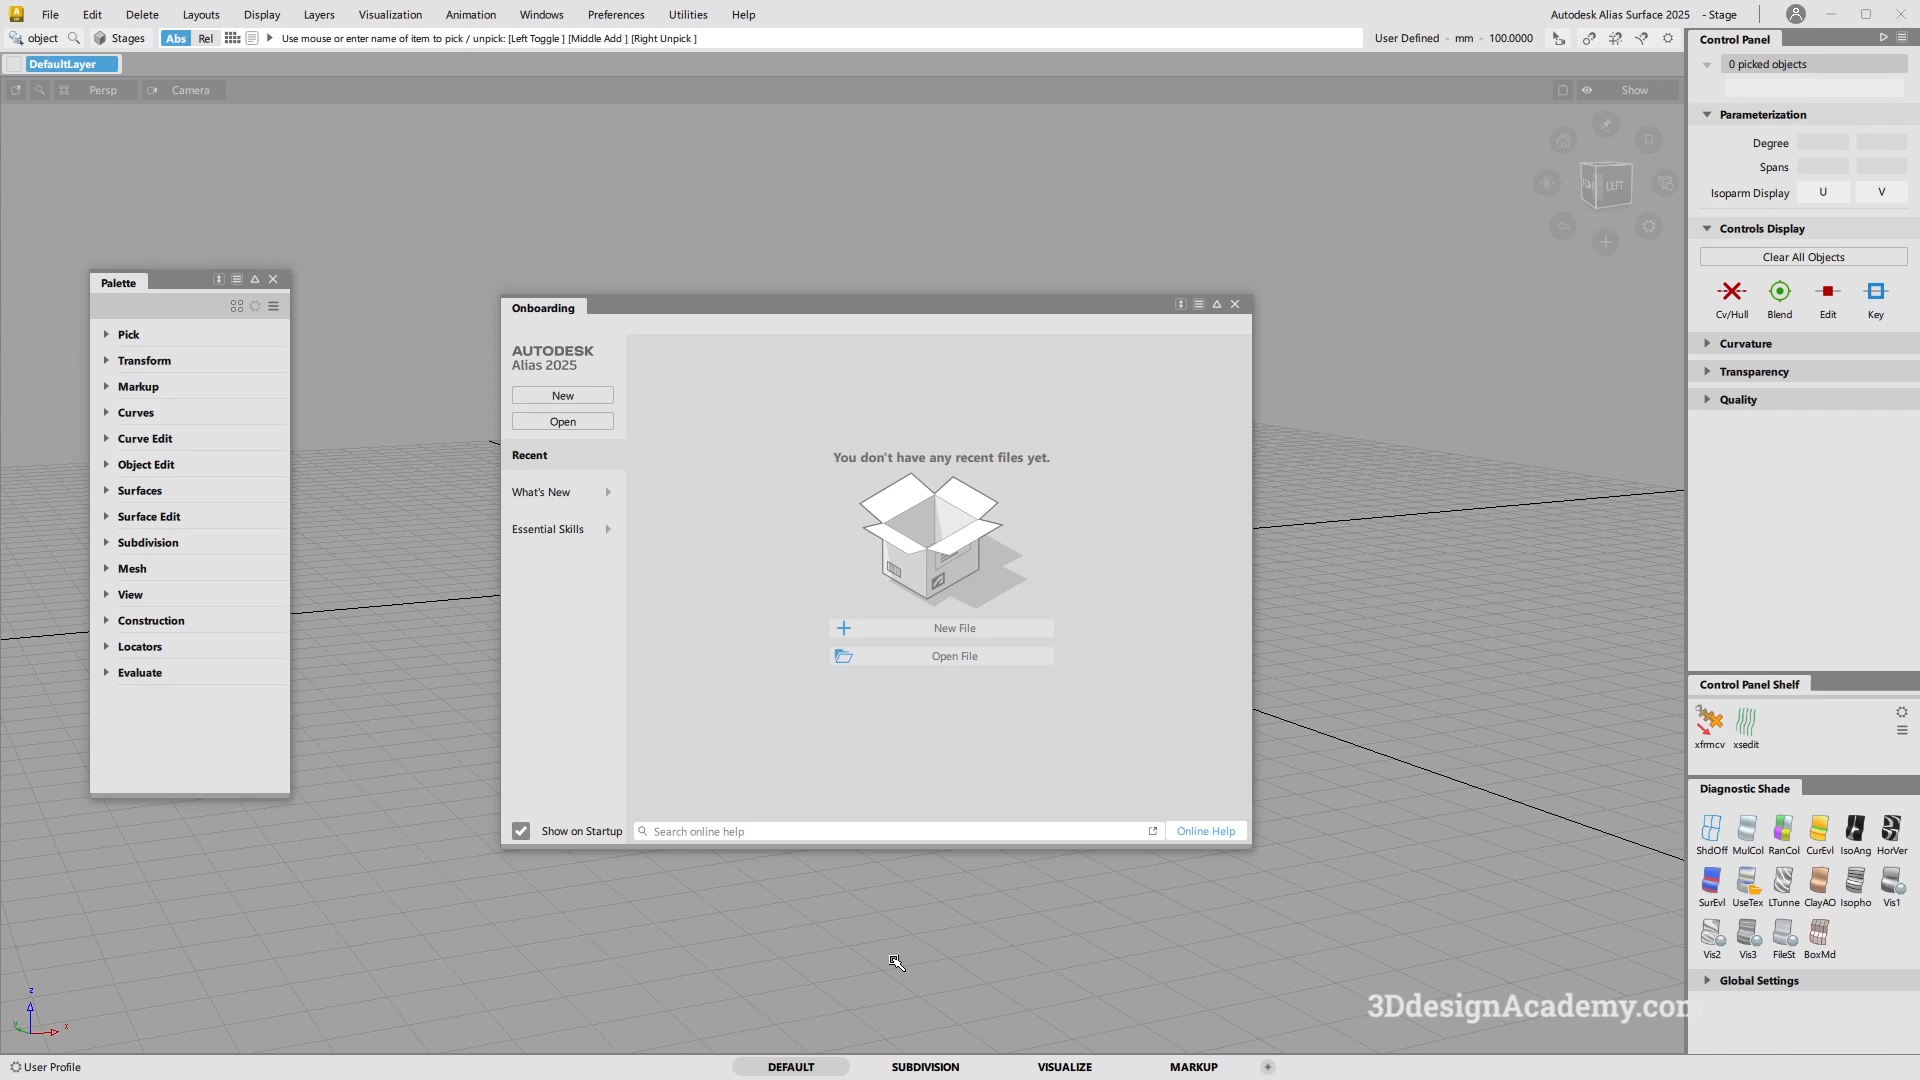 File Edit Delete Layouts Display Layers Visualization Animation Windows Preferences Utilities Help Autodesk Alias Surface 2025 - Stage
object Stages Abs Rel Use mouse or enter name of item to pick / unpick: [Left Toggle ] [Middle Add ] [Right Unpick ] User Defined - mm - 100.0000
DefaultLayer
Persp Camera Show
LEFT
Palette
Pick
Transform
Markup
Curves
Curve Edit
Object Edit
Surfaces
Surface Edit
Subdivision
Mesh
View
Construction
Locators
Evaluate
Onboarding
AUTODESK
Alias 2025
New
Open
Recent
What's New
Essential Skills
You don't have any recent files yet.
New File
Open File
Show on Startup Search online help Online Help
Control Panel
0 picked objects
Parameterization
Degree
Spans
Isoparm Display U V
Controls Display
Clear All Objects
Cv/Hull Blend Edit Key
Curvature
Transparency
Quality
Control Panel Shelf
xfrmcv xsedit
Diagnostic Shade
ShdOff MulCol RanCol CurEvl IsoAng HorVer
SurEvl UseTex LTunne ClayAO Isopho Vis1
Vis2 Vis3 FileSt BoxMd
Global Settings
3DdesignAcademy.com
z
y x
User Profile DEFAULT SUBDIVISION VISUALIZE MARKUP